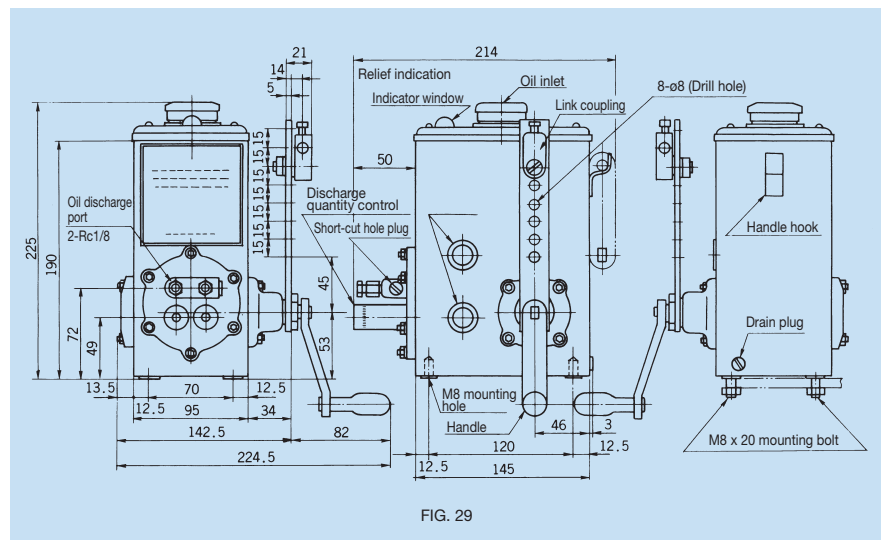 21
14
5
214
Relief indication
Oil inlet
8-ø8 (Drill hole)
Indicator window
Link coupling
15
15
15
15
15
15
15
50
Discharge
quantity control
Short-cut hole plug
Oil discharge
port
2-Rc1/8
Handle hook
225
190
45
72
49
53
Drain plug
13.5
70
12.5
12.5
95
34
M8 mounting
hole
Handle
46
3
142.5
82
120
12.5
12.5
145
224.5
M8 x 20 mounting bolt
FIG. 29